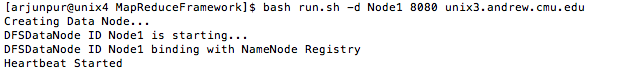 [arjunpur@unix4 MapReduceFramework]$ bash run.sh -d Node1 8080 unix3.andrew.cmu.edu
Creating Data Node...
DFSDataNode ID Node1 is starting...
DFSDataNode ID Node1 binding with NameNode Registry
Heartbeat Started